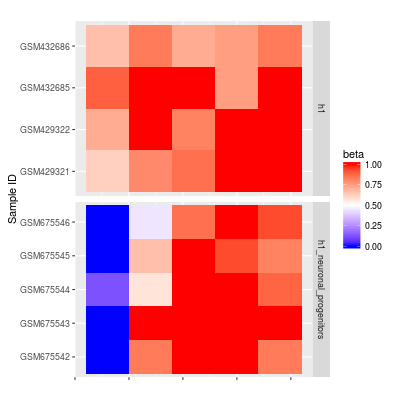 Sample ID
GSM432686
GSM432685
GSM429322
GSM429321
h1
GSM675546
GSM675545
GSM675544
GSM675543
GSM675542
h1_neuronal_progenitors
beta
1.00
0.75
0.50
0.25
0.00